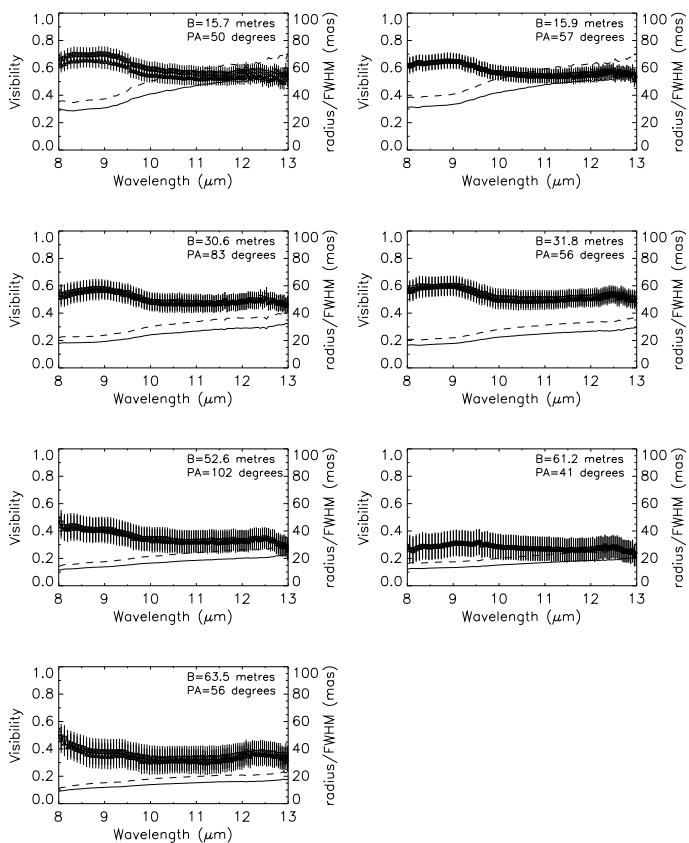 B=15.7 metres
PA=50 degrees
Visibility
1.0
0.8
0.6
0.4
0.2
0.0
8 9 10 11 12 13
Wavelength (μm)
100
80
60
40
20
0
radius/FWHM (mas)
B=15.9 metres
PA=57 degrees
Visibility
1.0
0.8
0.6
0.4
0.2
0.0
8 9 10 11 12 13
Wavelength (μm)
100
80
60
40
20
0
radius/FWHM (mas)
B=30.6 metres
PA=83 degrees
Visibility
1.0
0.8
0.6
0.4
0.2
0.0
8 9 10 11 12 13
Wavelength (μm)
100
80
60
40
20
0
radius/FWHM (mas)
B=31.8 metres
PA=56 degrees
Visibility
1.0
0.8
0.6
0.4
0.2
0.0
8 9 10 11 12 13
Wavelength (μm)
100
80
60
40
20
0
radius/FWHM (mas)
B=52.6 metres
PA=102 degrees
Visibility
1.0
0.8
0.6
0.4
0.2
0.0
8 9 10 11 12 13
Wavelength (μm)
100
80
60
40
20
0
radius/FWHM (mas)
B=61.2 metres
PA=41 degrees
Visibility
1.0
0.8
0.6
0.4
0.2
0.0
8 9 10 11 12 13
Wavelength (μm)
100
80
60
40
20
0
radius/FWHM (mas)
B=63.5 metres
PA=56 degrees
Visibility
1.0
0.8
0.6
0.4
0.2
0.0
8 9 10 11 12 13
Wavelength (μm)
100
80
60
40
20
0
radius/FWHM (mas)